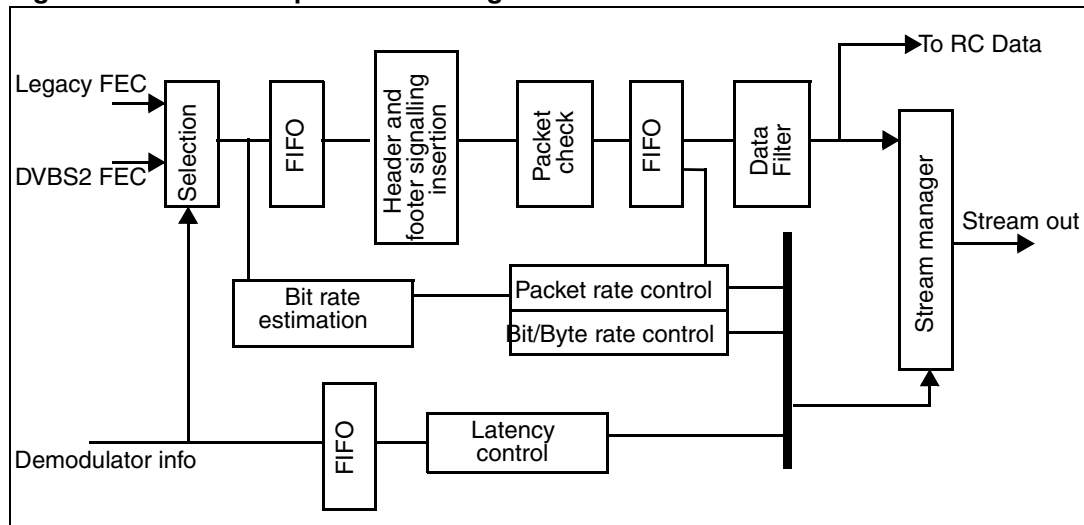 To RC Data
Legacy FEC
DVBS2 FEC
Selection
FIFO
Header and
footer signalling
insertion
Packet
check
FIFO
Data
Filter
Stream manager
Stream out
Bit rate
estimation
Packet rate control
Bit/Byte rate control
Demodulator info
FIFO
Latency
control